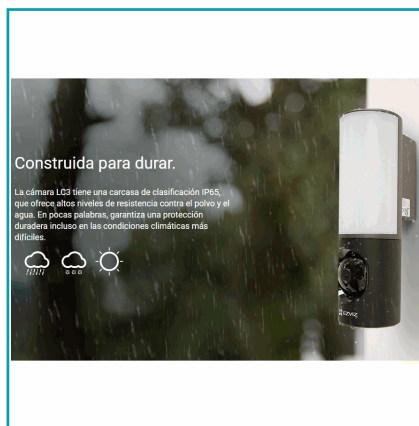 Construida para durar.
La cámara LC3 tiene una carcasa de clasificación IP65,
que ofrece altos niveles de resistencia contra el polvo y el
agua. En pocas palabras, garantiza una protección
duradera incluso en las condiciones climáticas más
difíciles.
EZVIZ